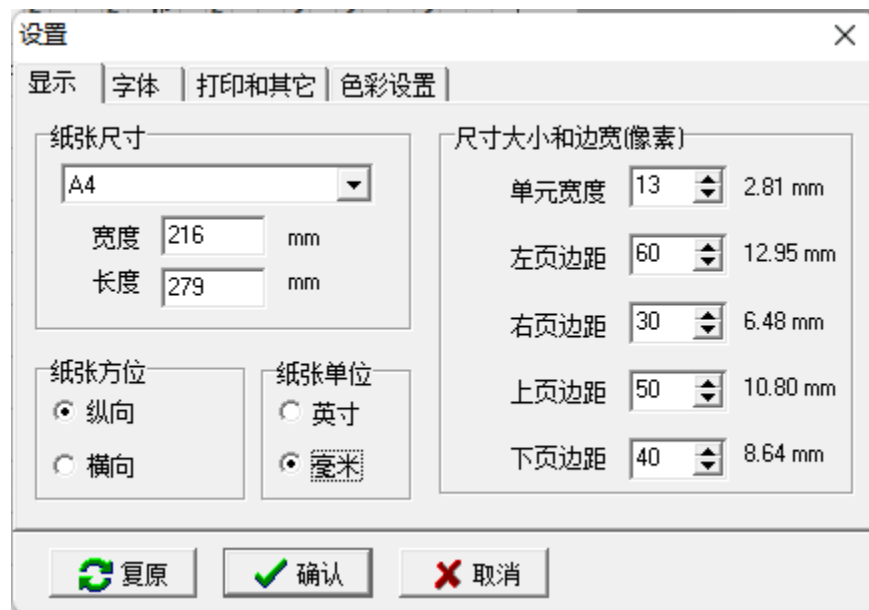 设置
显示 字体 打印和其它 色彩设置
纸张尺寸
A4
宽度 216 mm
长度 279 mm
纸张方位
纵向
横向
纸张单位
英寸
毫米
尺寸大小和边宽(像素)
单元宽度 13 2.81 mm
左页边距 60 12.95 mm
右页边距 30 6.48 mm
上页边距 50 10.80 mm
下页边距 40 8.64 mm
复原 确认 取消